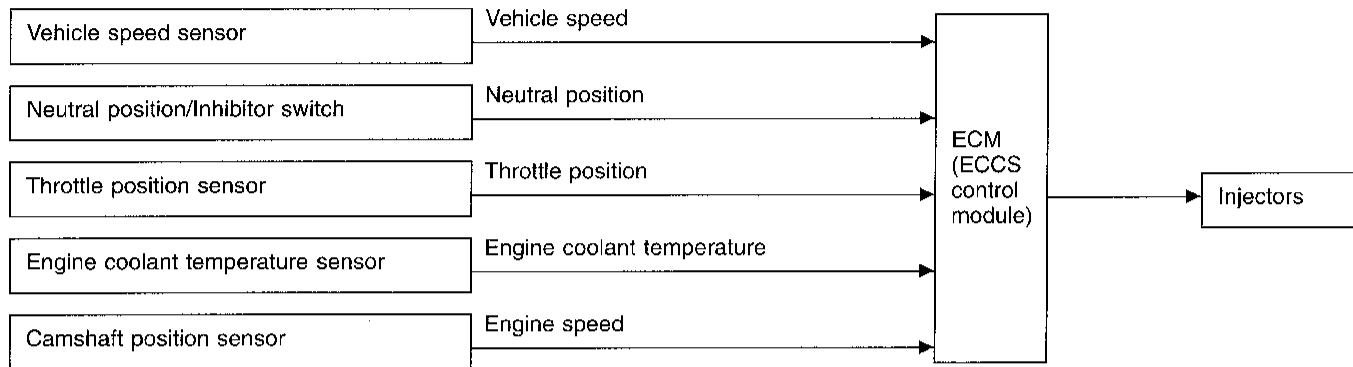 Vehicle speed sensor
Vehicle speed
Neutral position/Inhibitor switch
Neutral position
Throttle position sensor
Throttle position
Engine coolant temperature sensor
Engine coolant temperature
Camshaft position sensor
Engine speed
ECM
(ECCS
control
module)
Injectors